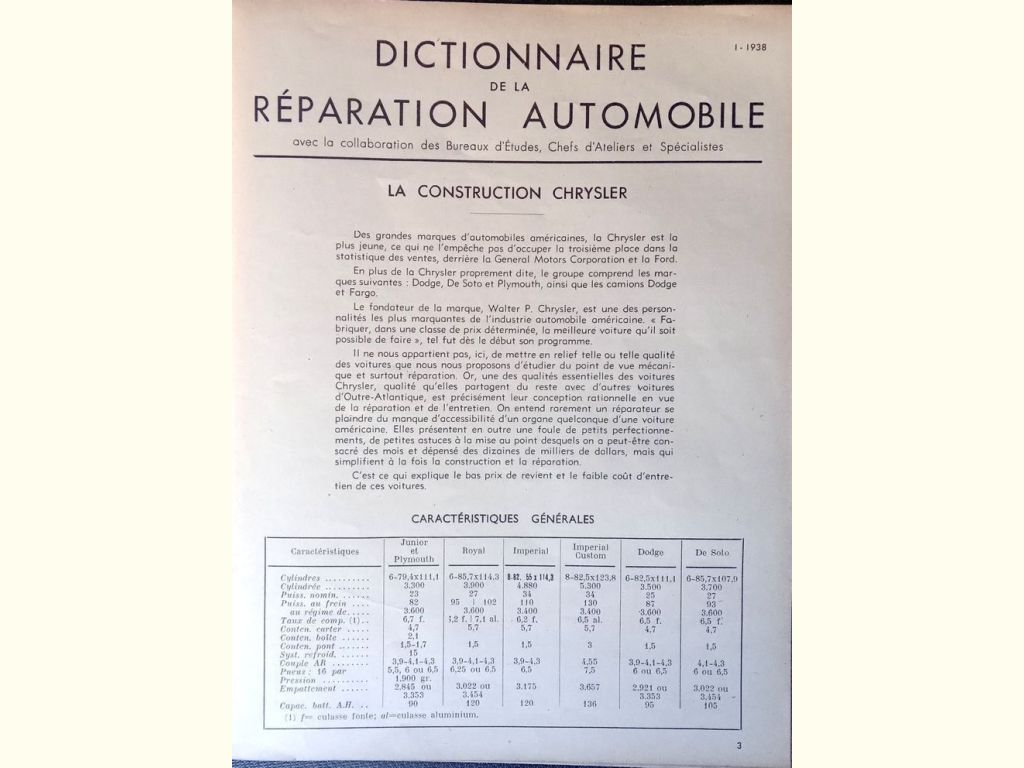 DICTIONNAIRE
I - 1938
DE LA
RÉPARATION AUTOMOBILE
avec la collaboration des Bureaux d'Études, Chefs d'Ateliers et Spécialistes
LA CONSTRUCTION CHRYSLER
Des grandes marques d'automobiles américaines, la Chrysler est la
plus jeune, ce qui ne l'empêche pas d'occuper la troisième place dans la
statistique des ventes, derrière la General Motors Corporation et la Ford.
En plus de la Chrysler proprement dite, le groupe comprend les mar-
ques suivantes : Dodge, De Soto et Plymouth, ainsi que les camions Dodge
et Fargo.
Le fondateur de la marque, Walter P. Chrysler, est une des person-
nalités les plus marquantes de l'industrie automobile américaine. « Fa-
briquer, dans une classe de prix déterminée, la meilleure voiture qu'il soit
possible de faire », tel fut dès le début son programme.
Il ne nous appartient pas, ici, de mettre en relief telle ou telle qualité
des voitures que nous nous proposons d'étudier du point de vue mécani-
que et surtout réparation. Or, une des qualités essentielles des voitures
Chrysler, qualité qu'elles partagent du reste avec d'autres voitures
d'Outre-Atlantique, est précisément leur conception rationnelle en vue
de la réparation et de l'entretien. On entend rarement un réparateur se
plaindre du manque d'accessibilité d'un organe quelconque d'une voiture
américaine. Elles présentent en outre une foule de petits perfectionne-
ments, de petites astuces à la mise au point desquels on a peut-être con-
sacré des mois et dépensé des dizaines de milliers de dollars, mais qui
simplifient à la fois la construction et la réparation.
C'est ce qui explique le bas prix de revient et le faible coût d'entre-
tien de ces voitures.
CARACTÉRISTIQUES GÉNÉRALES
Caractéristiques Junior et Plymouth Royal Imperial Imperial Custom Dodge De Soto
Cylindres .......... 6-79,4x111,1 6-85,7x114,3 8-82, 55 x 114,3 8-82,5x123,8 6-82,5x111,1 6-85,7x107,9
Cylindrée .......... 3.300 3.900 4.880 5.300 3.500 3.700
Puiss. nomin. ...... 23 27 34 34 25 27
Puiss. au frein .... 82 95 | 102 110 130 87 93
au régime de..... 3.600 3.600 3.400 3.400 3.600 3.600
Taux de comp. (1) .. 6,7 f. 6,2 f. | 7,1 al. 6,2 f. 6,5 al. 6,5 f. 6,5 f.
Conten. carter ..... 4,7 5,7 5,7 5,7 4,7 4,7
Conten. boîte ...... 2,1
Conten. pont ....... 1,5-1,7 1,5 1,5 3 1,5 1,5
Syst. refroid. ...... 15
Couple AR ........ 3,9-4,1-4,3 3,9-4,1-4,3 3,9-4,3 4,55 3,9-4,1-4,3 4,1-4,3
Pneus : 16 par 5,5, 6 ou 6,5 6,25 ou 6,5 6,5 7,5 6 ou 6,5 6 ou 6,5
Pression .......... 1.900 gr.
Empattement ...... 2.845 ou 3.353 3.022 ou 3.454 3.175 3.657 2.921 ou 3.353 3.022 ou 3.454
Capac. batt. A.H. .. 90 120 120 136 95 105
(1) f= culasse fonte; al=culasse aluminium.
3